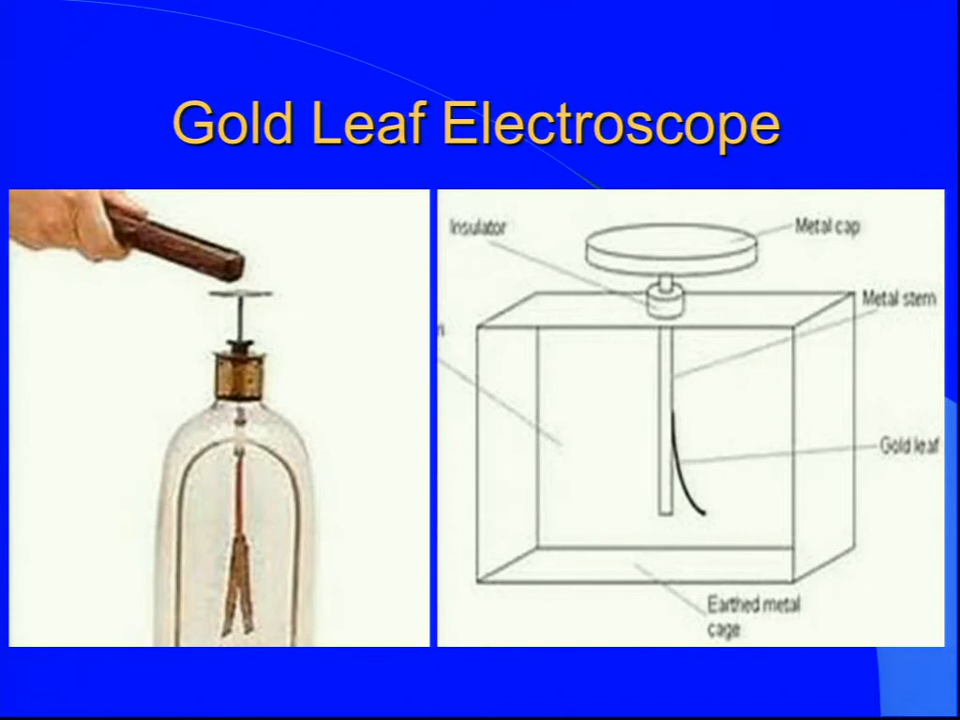 Gold Leaf Electroscope
Insulator
Metal cap
Metal stem
Gold leaf
Earthed metal
cage